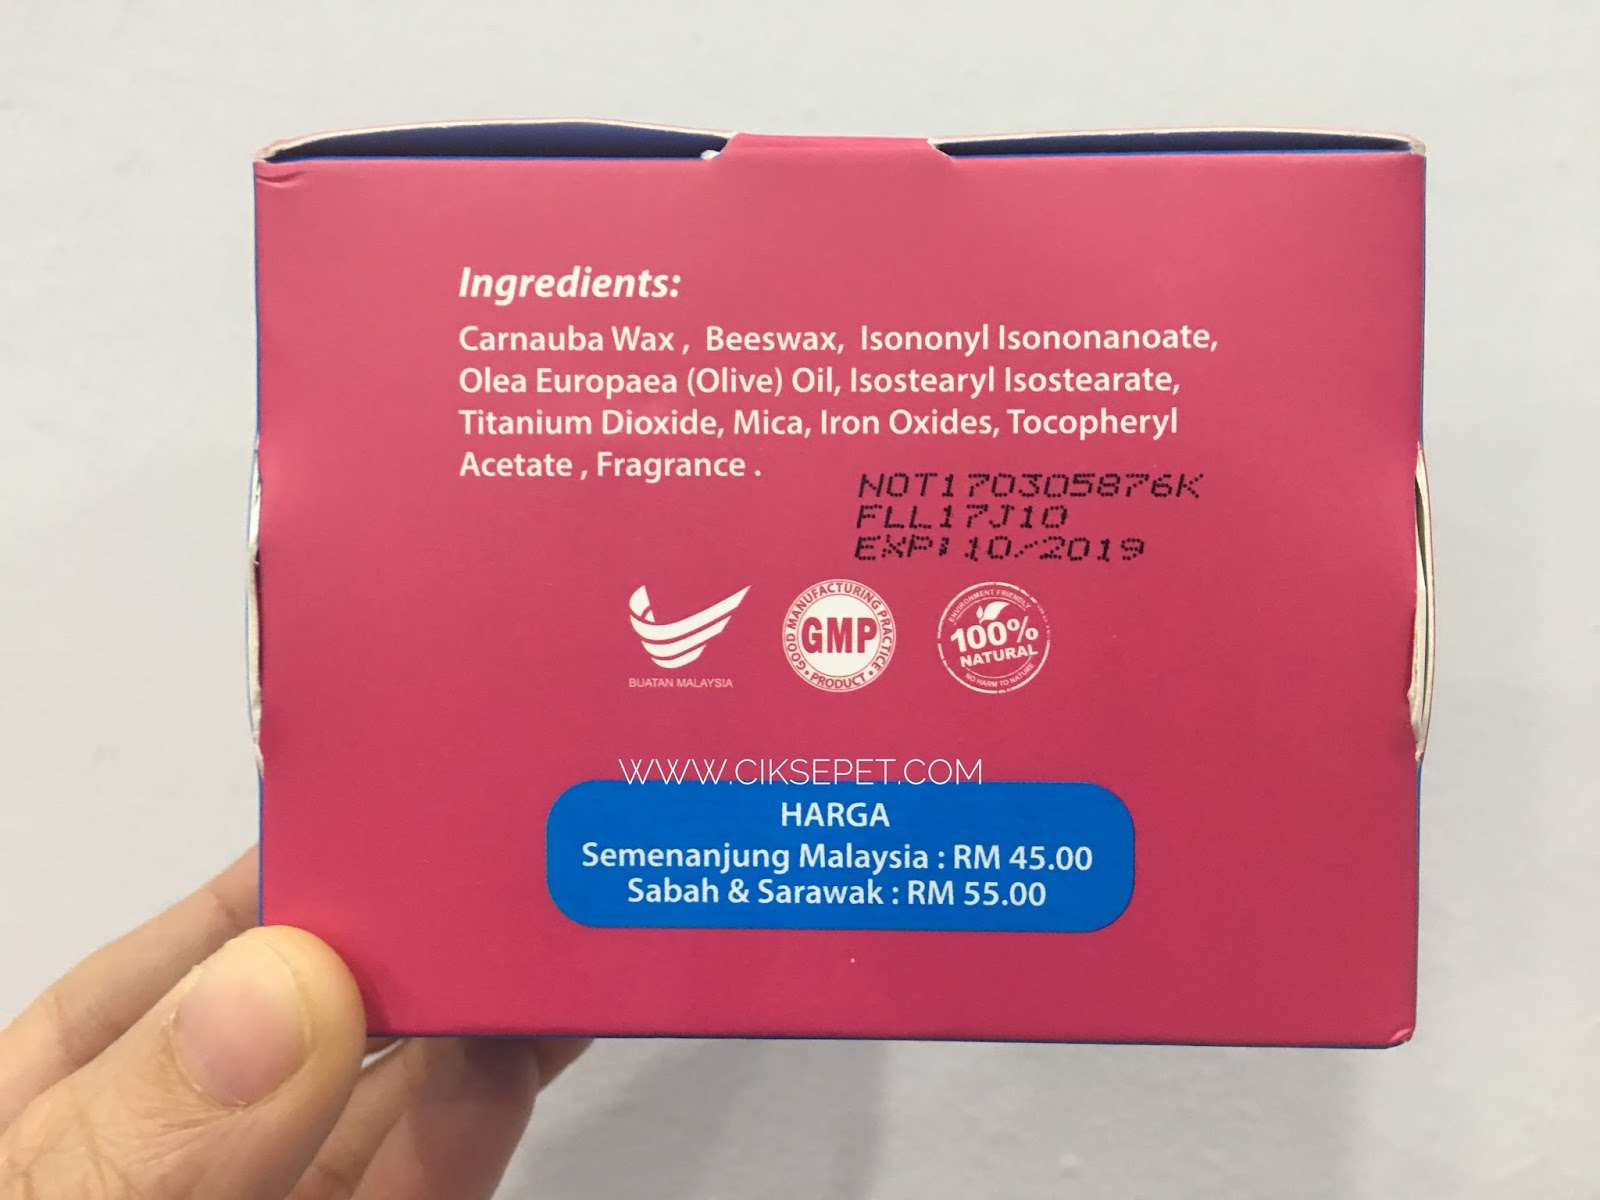 Ingredients:
Carnauba Wax , Beeswax, Isononyl Isononanoate,
Olea Europaea (Olive) Oil, Isostearyl Isostearate,
Titanium Dioxide, Mica, Iron Oxides, Tocopheryl
Acetate , Fragrance .
NOT170305876K
FLL17J10
EXP: 10/2019
BUATAN MALAYSIA
GOOD MANUFACTURING PRACTICE
GMP
• PRODUCT •
ENVIRONMENT FRIENDLY
100%
NATURAL
NO HARM TO NATURE
WWW.CIKSEPET.COM
HARGA
Semenanjung Malaysia : RM 45.00
Sabah & Sarawak : RM 55.00